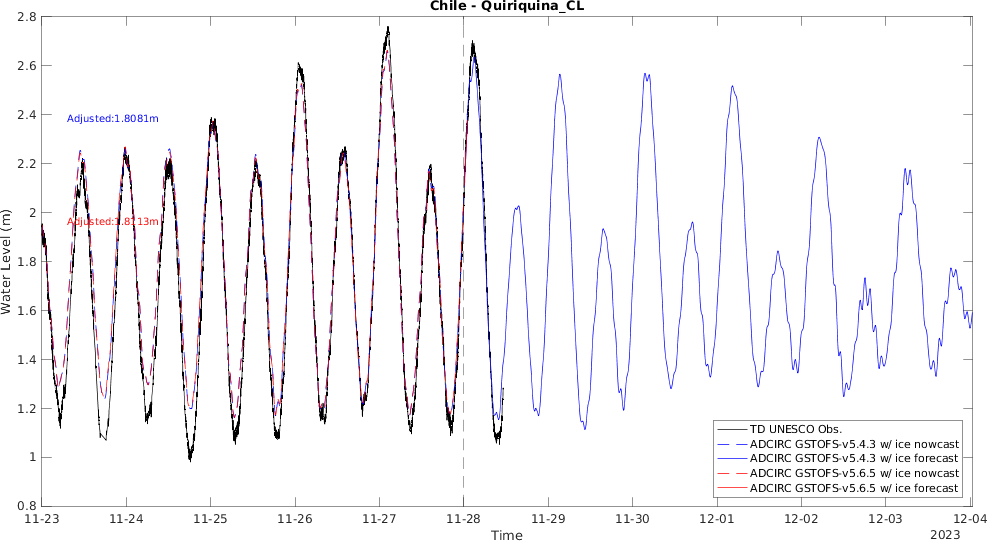 Chile - Quiriquina_CL
2.8
2.6
2.4
2.2
2
1.8
1.6
1.4
1.2
1
0.8
Water Level (m)
Adjusted:1.8081m
Adjusted:1.8113m
TD UNESCO Obs.
ADCIRC GSTOFS-v5.4.3 w/ ice nowcast
ADCIRC GSTOFS-v5.4.3 w/ ice forecast
ADCIRC GSTOFS-v5.6.5 w/ ice nowcast
ADCIRC GSTOFS-v5.6.5 w/ ice forecast
11-23 11-24 11-25 11-26 11-27 11-28 11-29 11-30 12-01 12-02 12-03 12-04
Time
2023